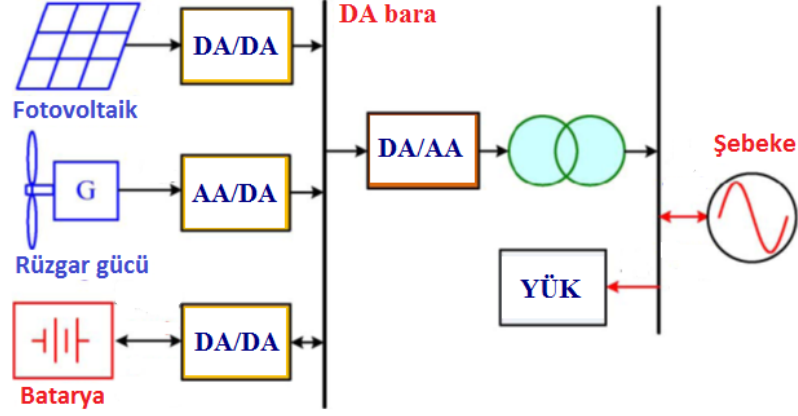 DA bara
DA/DA
Fotovoltaik
DA/AA
Şebeke
G
AA/DA
Rüzgar gücü
YÜK
DA/DA
Batarya